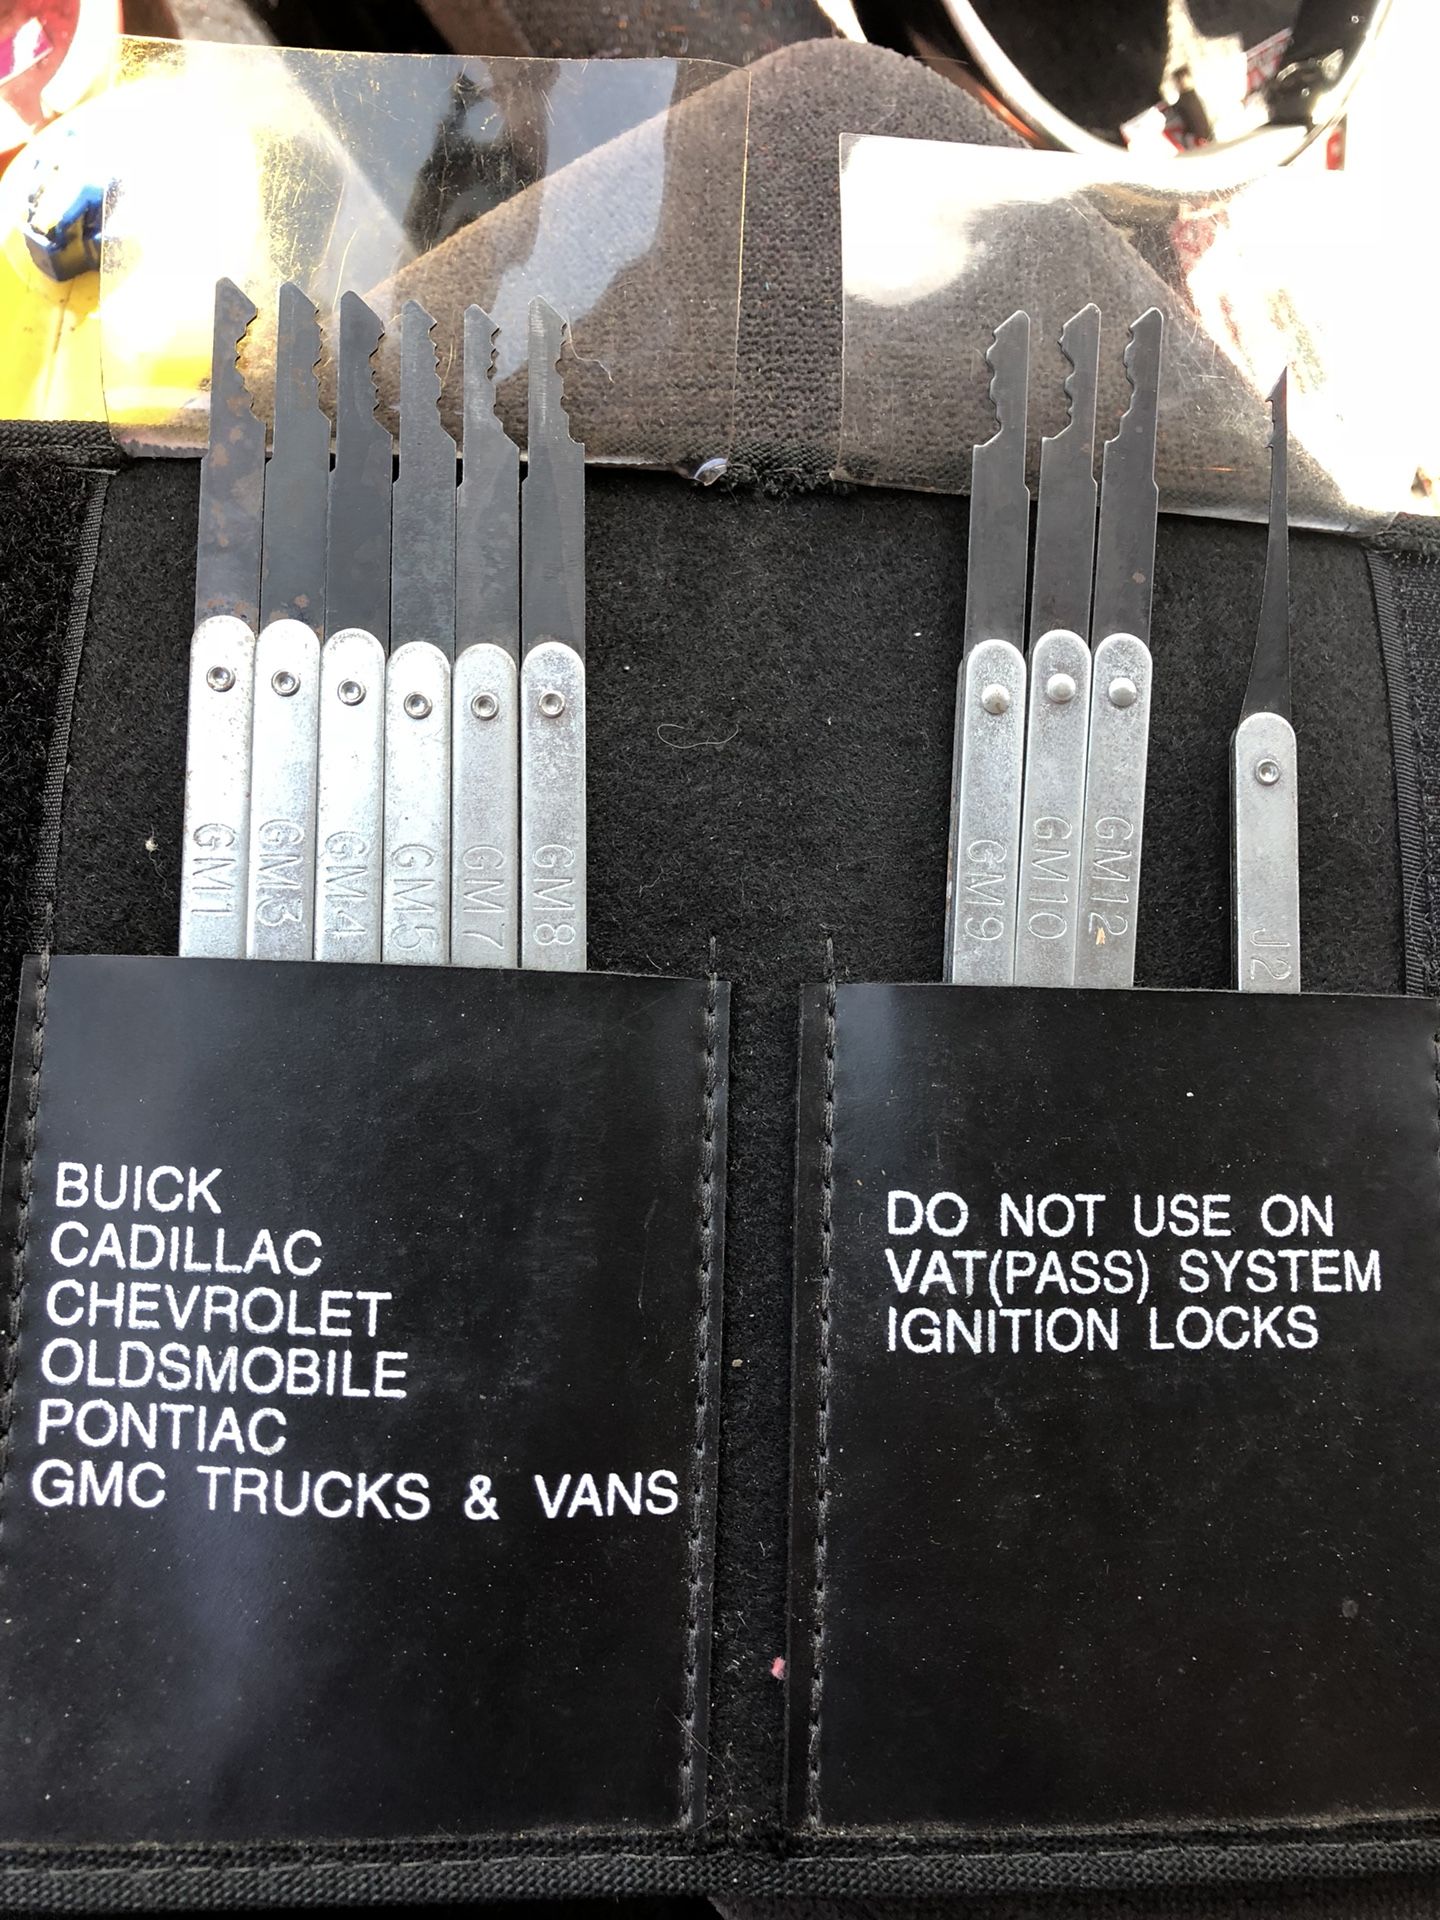 GM1
GM3
GM4
GM5
GM7
GM8
GM9
GM10
GM12
J2
BUICK
CADILLAC
CHEVROLET
OLDSMOBILE
PONTIAC
GMC TRUCKS & VANS
DO NOT USE ON
VAT(PASS) SYSTEM
IGNITION LOCKS